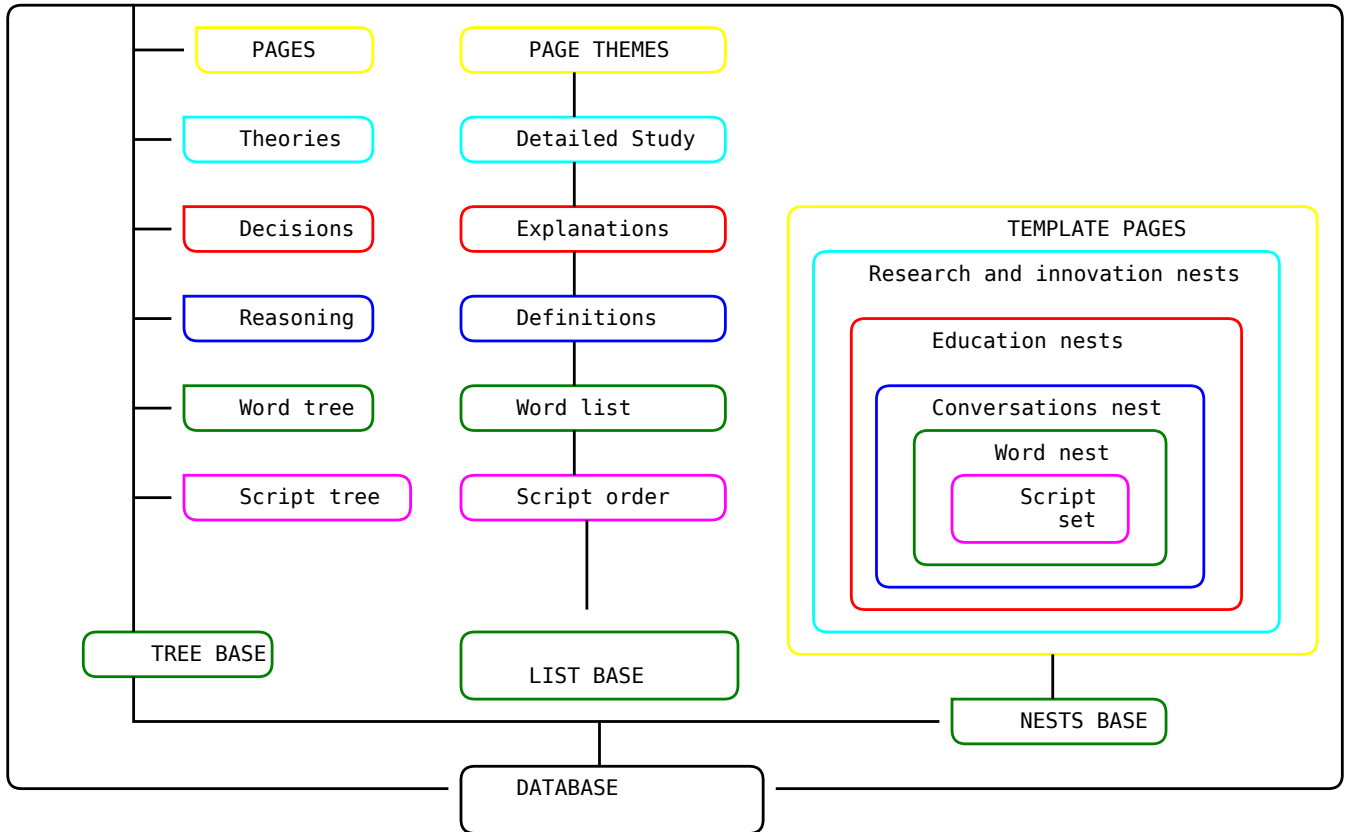 PAGES
PAGE THEMES
Theories
Detailed Study
Decisions
Explanations
TEMPLATE PAGES
Research and innovation nests
Reasoning
Definitions
Education nests
Word tree
Word list
Conversations nest
Word nest
Script tree
Script order
Script
set
TREE BASE
LIST BASE
NESTS BASE
DATABASE